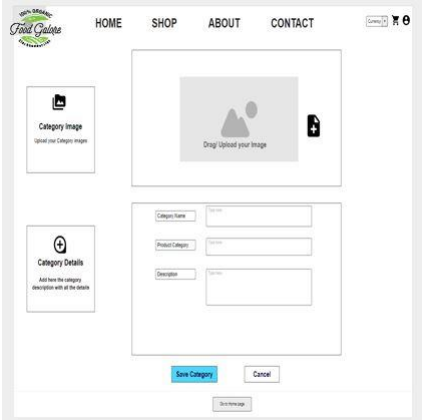 100% ORGANIC
Food Galore
HOME
SHOP
ABOUT
CONTACT
Currency
Category Image
Upload your Category images
Drag/ Upload your Image
Category Details
Add here the category
description with all the details
Category Name
Type here
Product Category
Type here
Description
Type here
Save Category
Cancel
Go to Home page